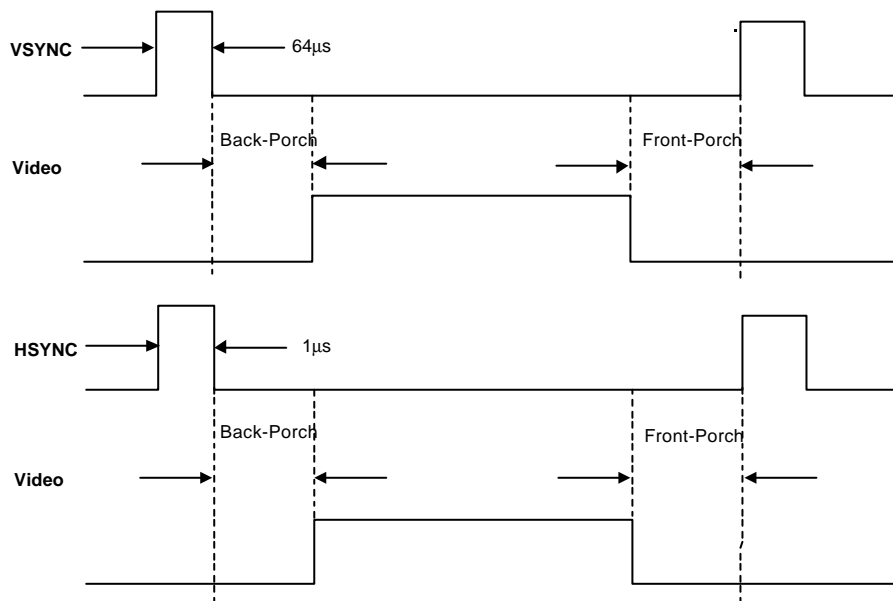 VSYNC
64μs
Back-Porch
Front-Porch
Video
HSYNC
1μs
Back-Porch
Front-Porch
Video